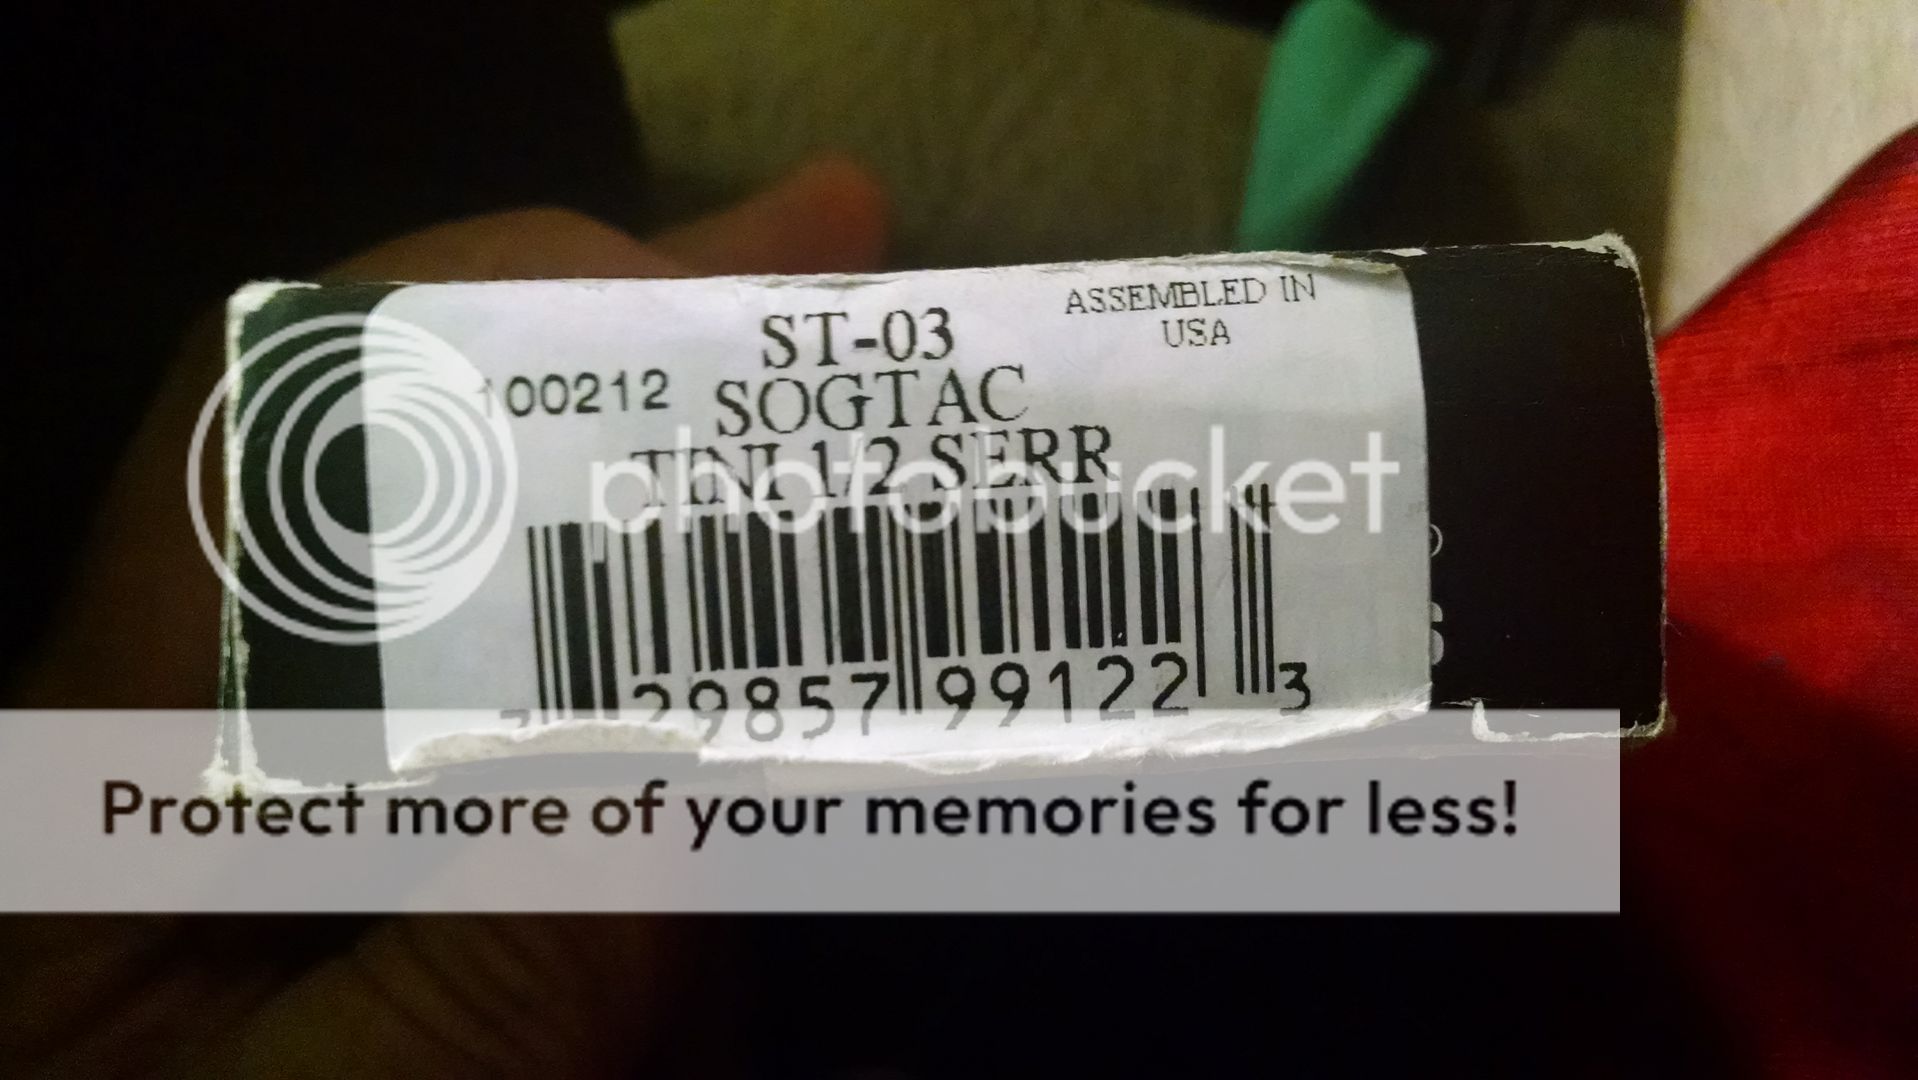 ASSEMBLED IN
USA
ST-03
100212
SOGTAC
TINI 1/2 SERR
photobucket
29857 99122 3
Protect more of your memories for less!